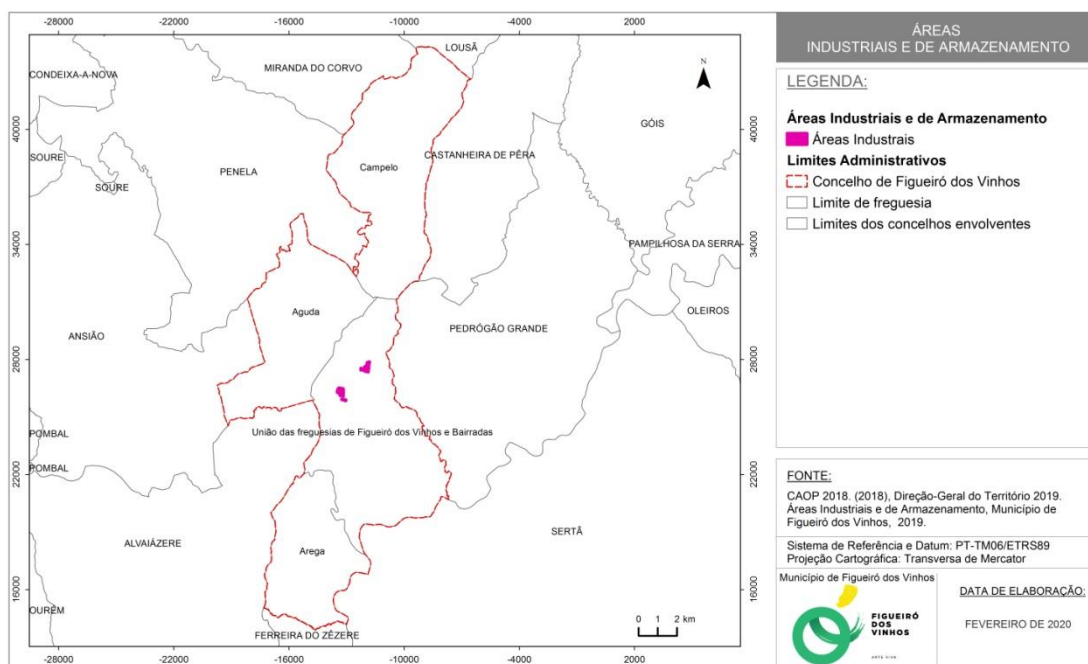 -28000 -22000 -16000 -10000 -4000 2000
ÁREAS
INDUSTRIAIS E DE ARMAZENAMENTO
LEGENDA:
Áreas Industriais e de Armazenamento
Áreas Industrais
Limites Administrativos
Concelho de Figueiró dos Vinhos
Limite de freguesia
Limites dos concelhos envolventes
LOUSÃ
MIRANDA DO CORVO
CONDEIXA-A-NOVA
N
GÓIS
40000 40000
SOURE
CASTANHEIRA DE PÊRA
Campelo
PENELA
SOURE
34000 34000
PAMPILHOSA DA SERRA
Aguda
OLEIROS
PEDRÓGÃO GRANDE
ANSIÃO
28000 28000
POMBAL
União das freguesias de Figueiró dos Vinhos e Bairradas
POMBAL
22000 22000
SERTÃ
ALVAIÁZERE
Arega
16000 16000
OURÉM
FERREIRA DO ZÊZERE
0 1 2 km
-28000 -22000 -16000 -10000 -4000 2000
FONTE:
CAOP 2018. (2018), Direção-Geral do Território 2019.
Áreas Industriais e de Armazenamento, Município de
Figueiró dos Vinhos, 2019.
Sistema de Referência e Datum: PT-TM06/ETRS89
Projeção Cartográfica: Transversa de Mercator
Município de Figueiró dos Vinhos
FIGUEIRÓ
DOS
VINHOS
ARTE VIVA
DATA DE ELABORAÇÃO:
FEVEREIRO DE 2020